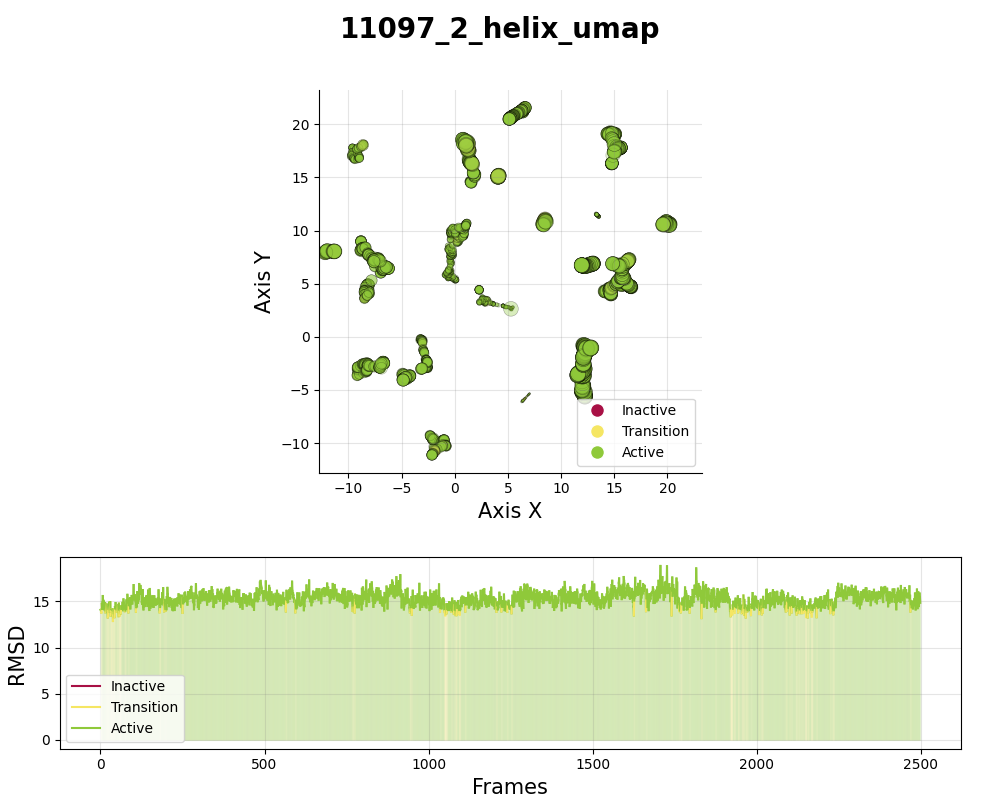 11097_2_helix_umap
Axis Y
20
15
10
5
0
−5
−10
−10 −5 0 5 10 15 20
Axis X
Inactive
Transition
Active
RMSD
15
10
5
0
Inactive
Transition
Active
0 500 1000 1500 2000 2500
Frames